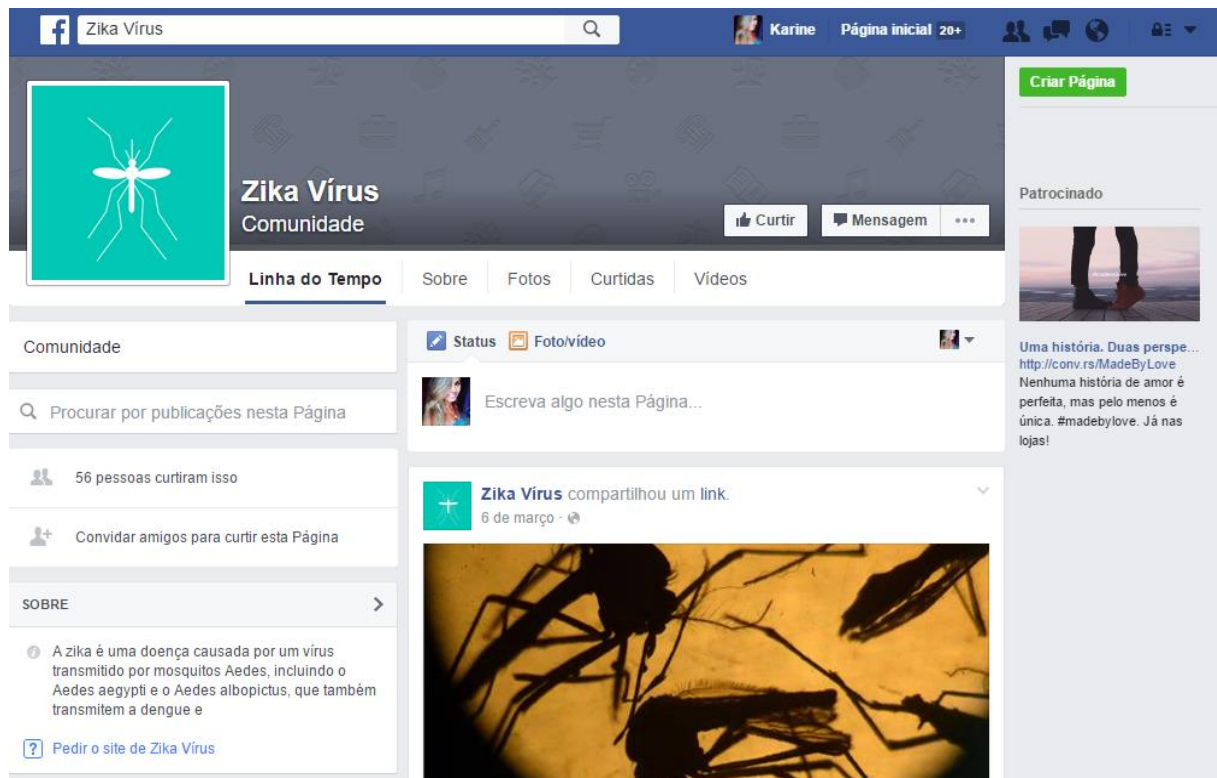 f
Zika Vírus
Karine
Página inicial 20+
Zika Vírus
Comunidade
Curtir
Mensagem
Linha do Tempo
Sobre
Fotos
Curtidas
Vídeos
Comunidade
Procurar por publicações nesta Página
56 pessoas curtiram isso
Convidar amigos para curtir esta Página
SOBRE
A zika é uma doença causada por um vírus
transmitido por mosquitos Aedes, incluindo o
Aedes aegypti e o Aedes albopictus, que também
transmitem a dengue e
? Pedir o site de Zika Vírus
Status
Foto/vídeo
Escreva algo nesta Página...
Zika Vírus compartilhou um link.
6 de março ·
Criar Página
Patrocinado
Uma história. Duas perspe...
http://conv.rs/MadeByLove
Nenhuma história de amor é
perfeita, mas pelo menos é
única. #madebylove. Já nas
lojas!